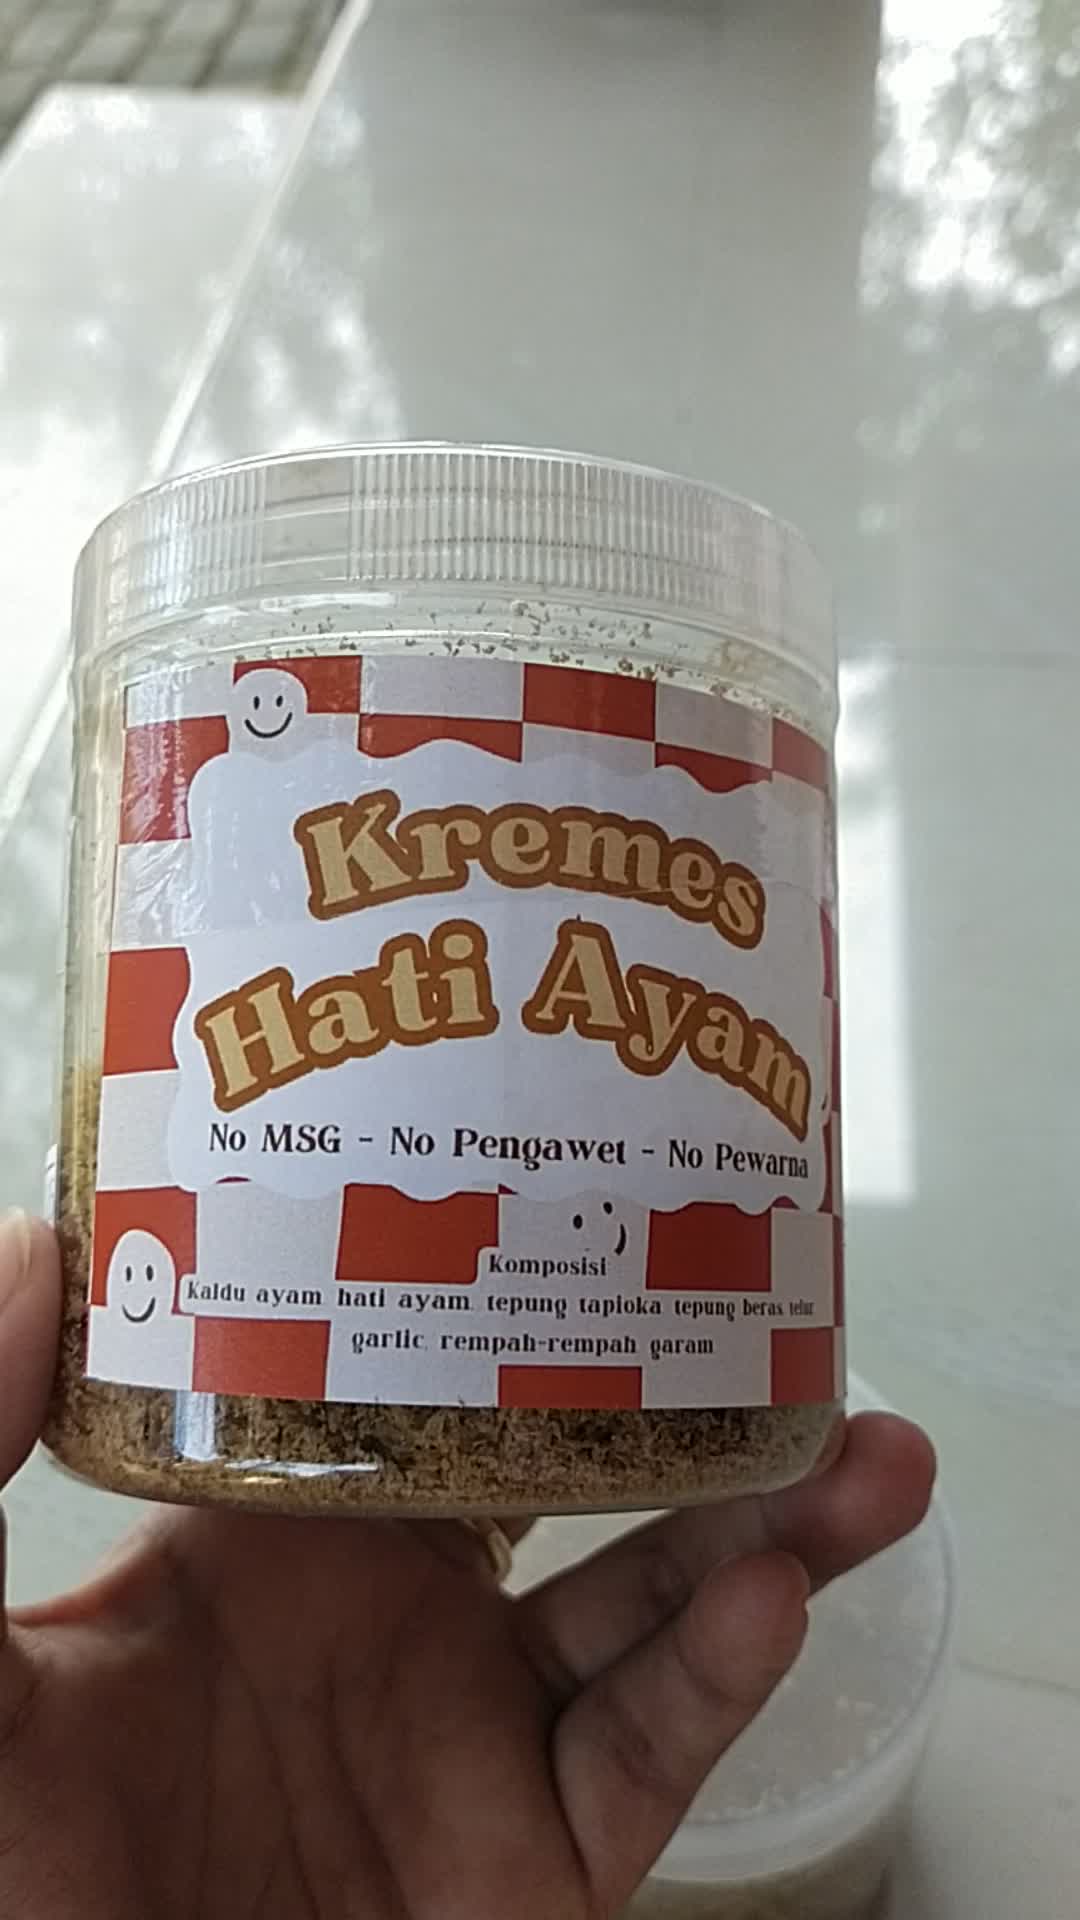 Kremes
Hati Ayam
No MSG - No Pengawet - No Pewarna
Komposisi
Kaldu ayam, hati ayam, tepung tapioka, tepung beras, telur
garlic, rempah-rempah, garam